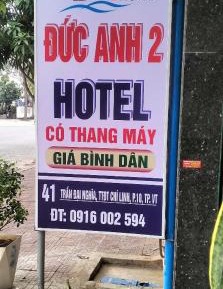 ĐỨC ANH 2
HOTEL
CÓ THANG MÁY
GIÁ BÌNH DÂN
41 TRẦN ĐẠI NGHĨA, TTĐT CHÍ LINH, P.10, TP. VT
ĐT: 0916 002 594